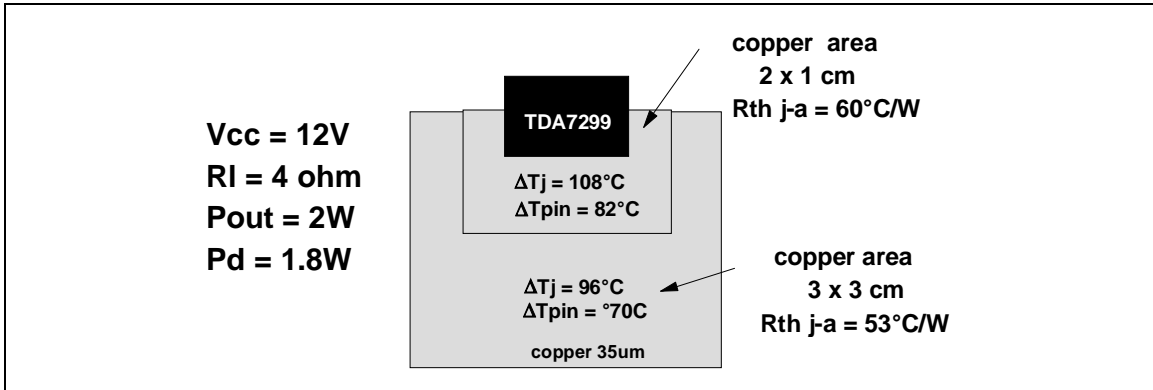 Vcc = 12V
Rl = 4 ohm
Pout = 2W
Pd = 1.8W
TDA7299
ΔTj = 108°C
ΔTpin = 82°C
ΔTj = 96°C
ΔTpin = °70C
copper 35um
copper area
2 x 1 cm
Rth j-a = 60°C/W
copper area
3 x 3 cm
Rth j-a = 53°C/W